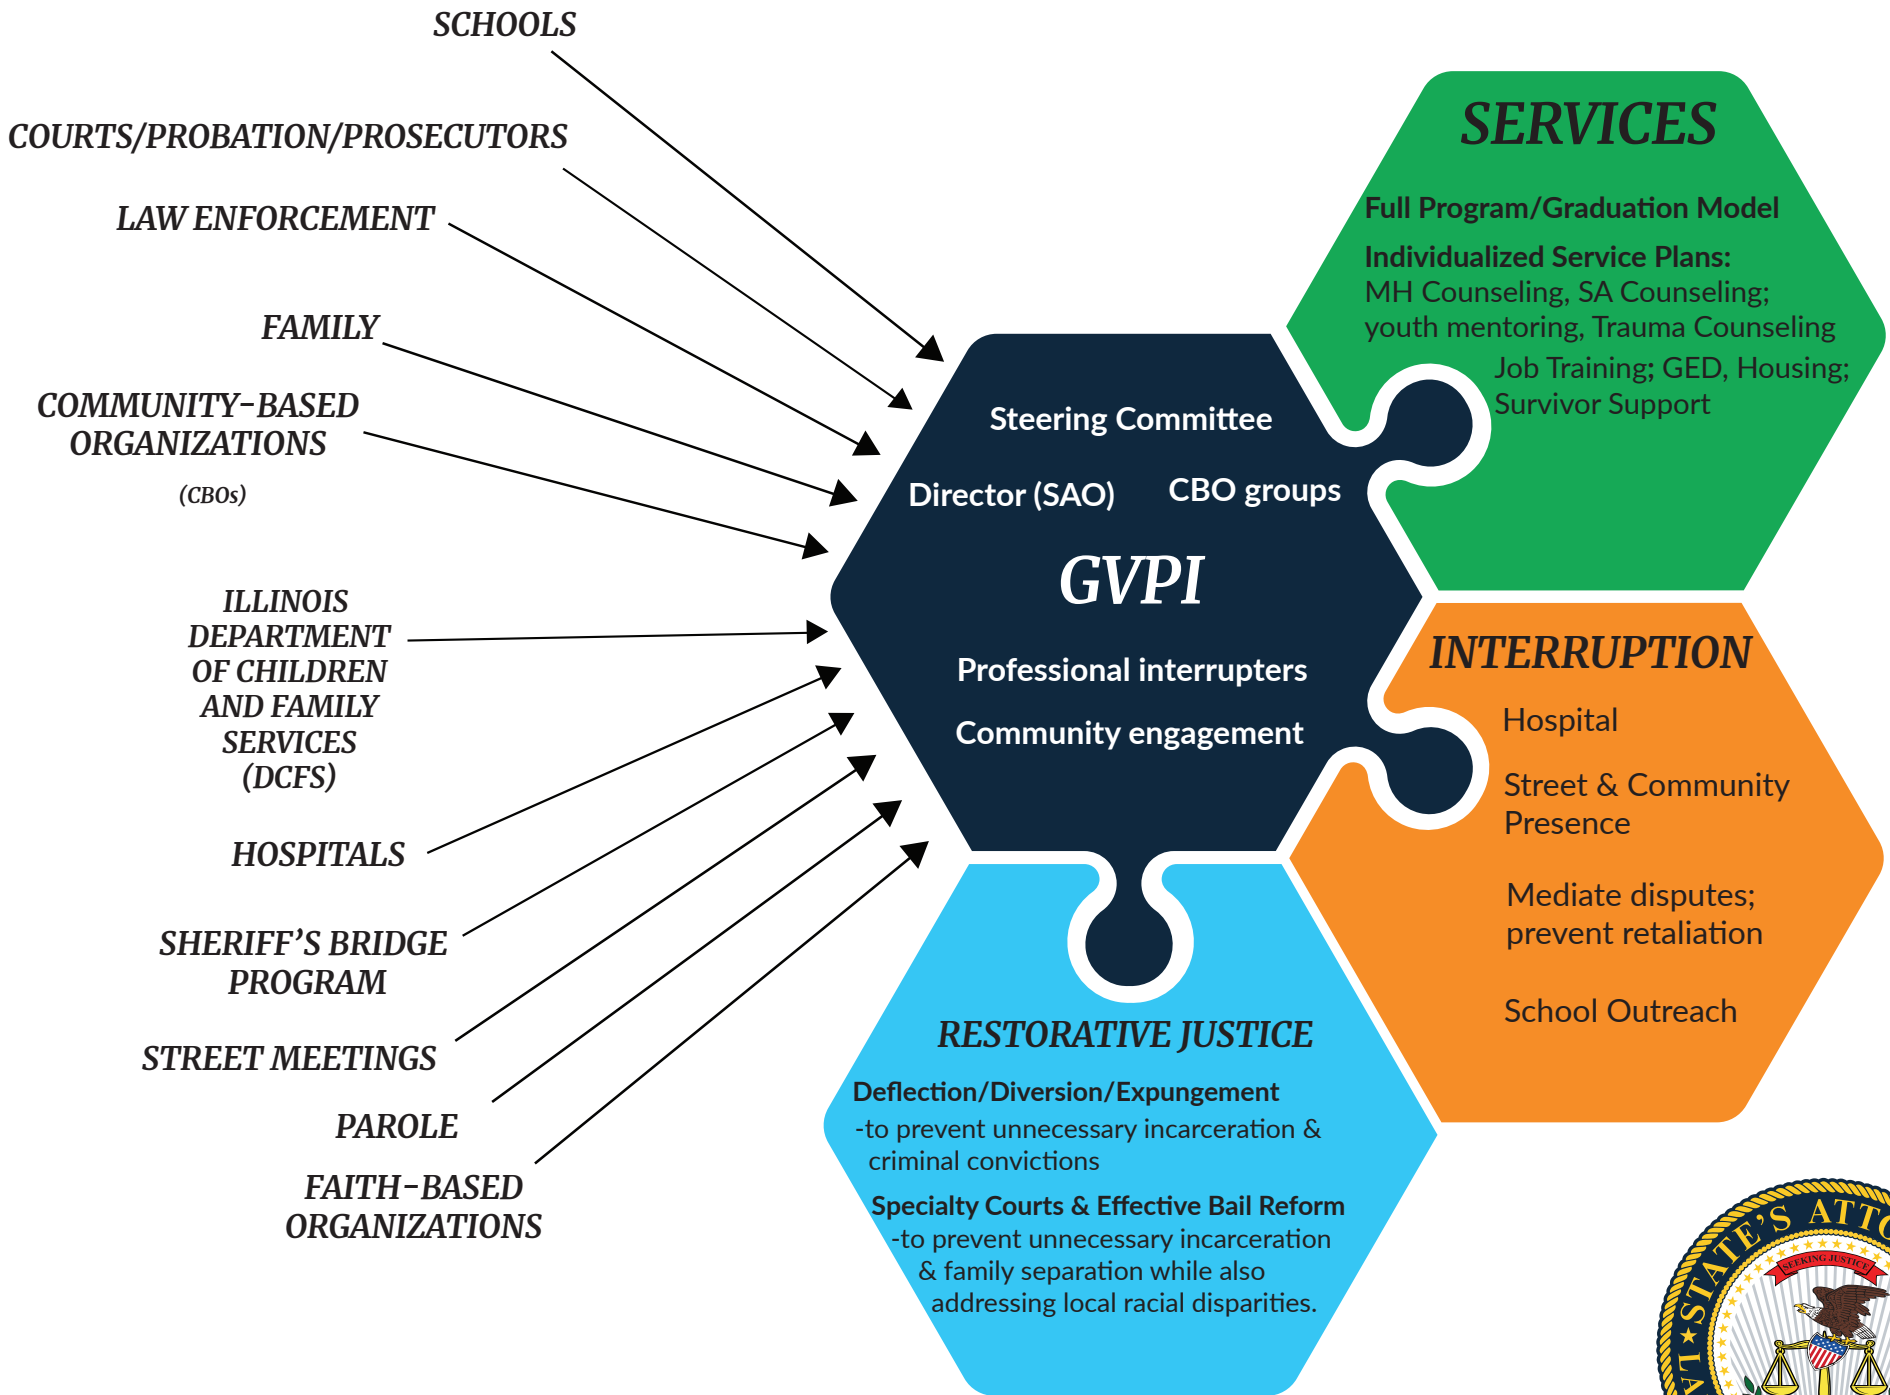 SCHOOLS
COURTS/PROBATION/PROSECUTORS
LAW ENFORCEMENT
FAMILY
COMMUNITY-BASED
ORGANIZATIONS
(CBOs)
ILLINOIS
DEPARTMENT
OF CHILDREN
AND FAMILY
SERVICES
(DCFS)
HOSPITALS
SHERIFF’S BRIDGE
PROGRAM
STREET MEETINGS
PAROLE
FAITH-BASED
ORGANIZATIONS
Steering Committee
Director (SAO)
CBO groups
GVPI
Professional interrupters
Community engagement
SERVICES
Full Program/Graduation Model
Individualized Service Plans:
MH Counseling, SA Counseling;
youth mentoring, Trauma Counseling
Job Training; GED, Housing;
Survivor Support
INTERRUPTION
Hospital
Street & Community
Presence
Mediate disputes;
prevent retaliation
School Outreach
RESTORATIVE JUSTICE
Deflection/Diversion/Expungement
-to prevent unnecessary incarceration &
criminal convictions
Specialty Courts & Effective Bail Reform
-to prevent unnecessary incarceration
& family separation while also
addressing local racial disparities.
STATE’S
SEEKING JUSTICE